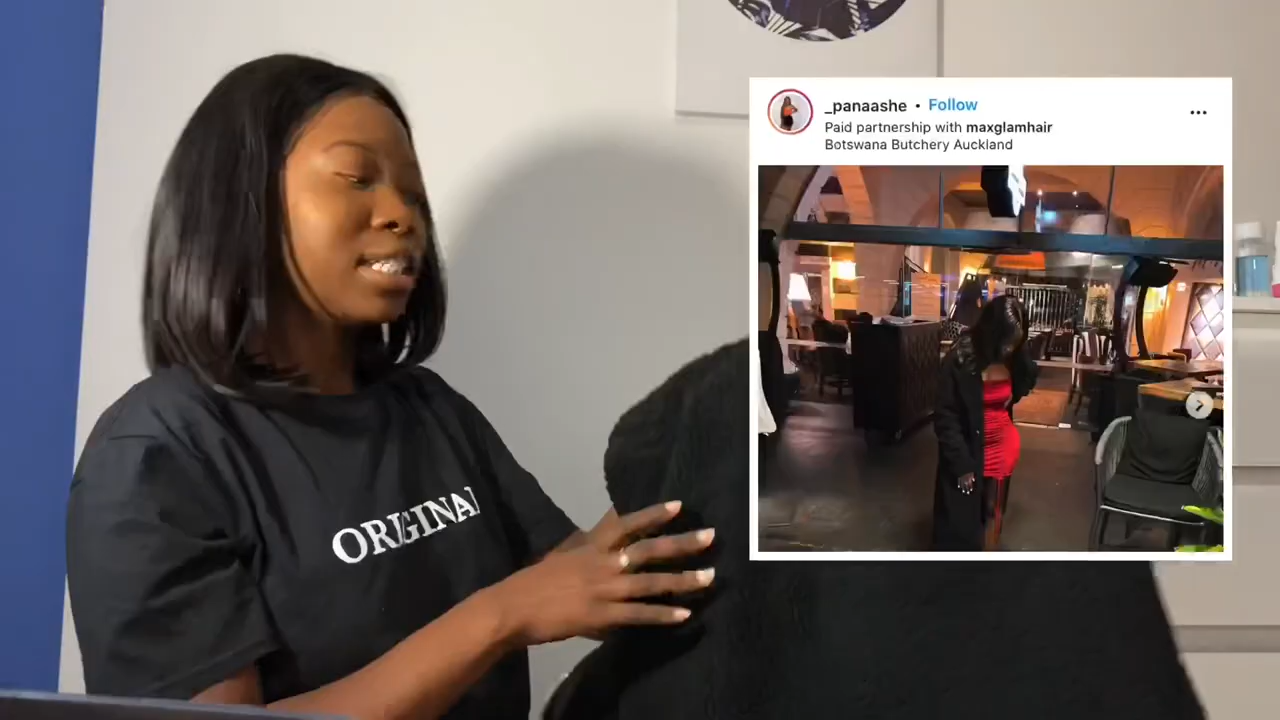 _panaashe • Follow
Paid partnership with maxglamhair
Botswana Butchery Auckland
ORIGINAL